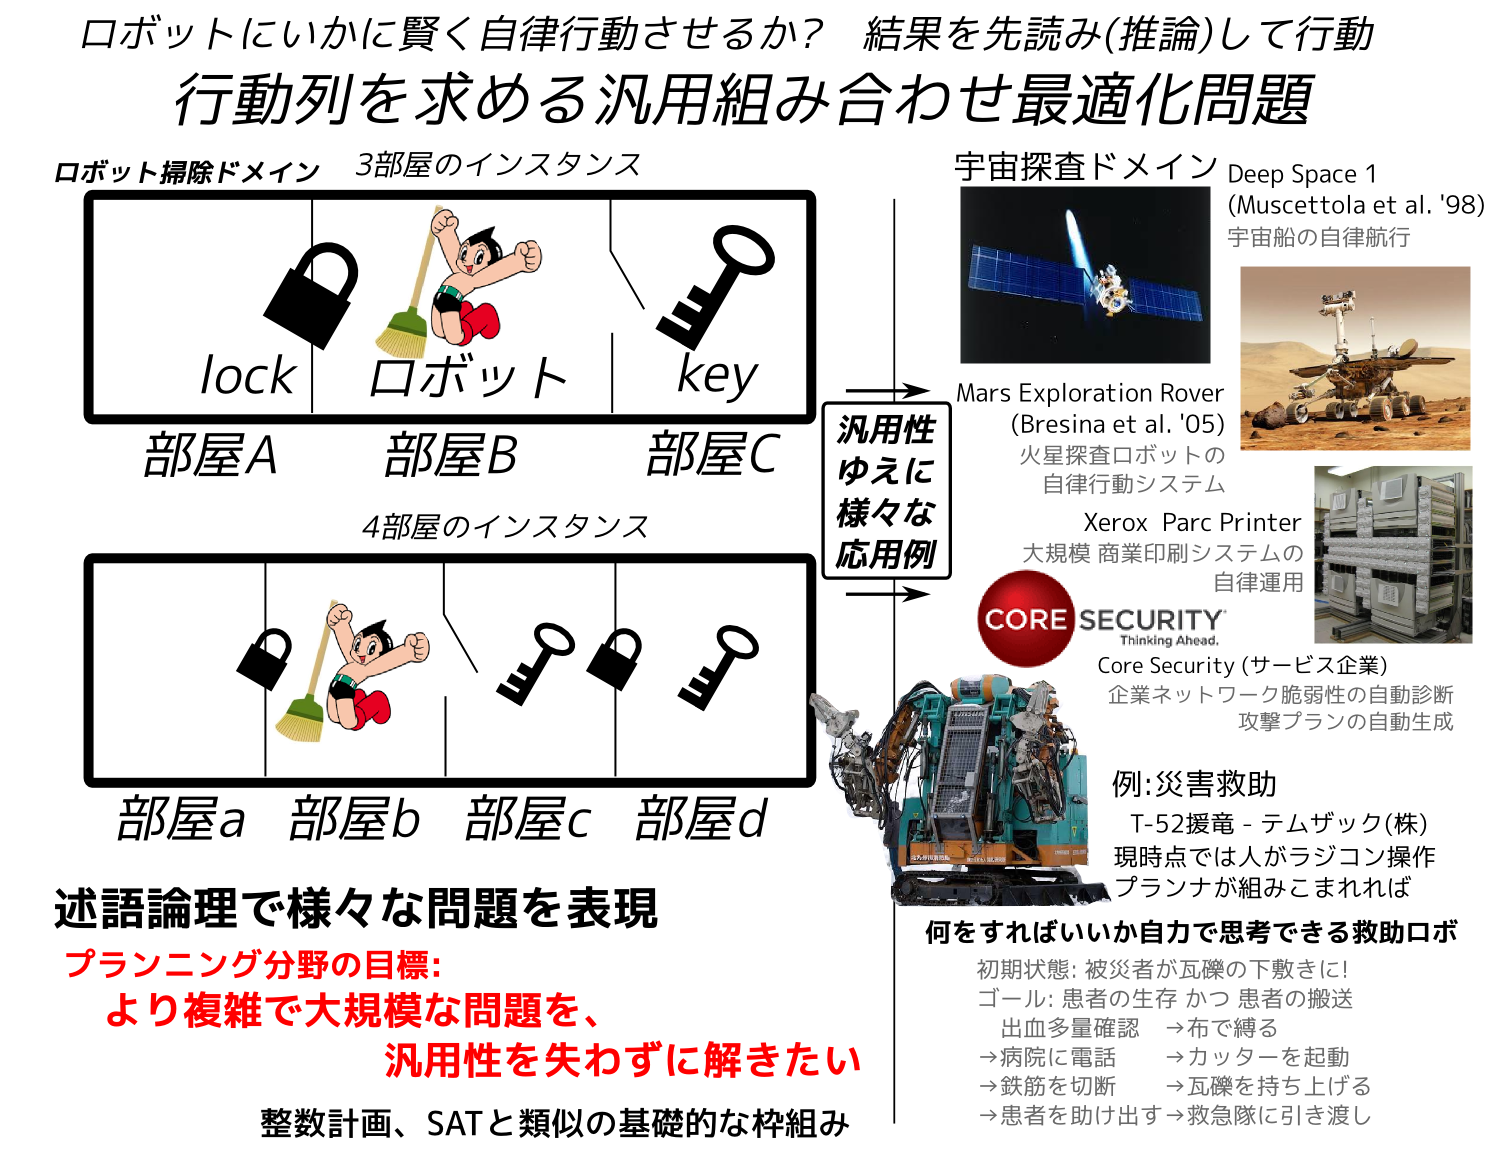 ロボットにいかに賢く自律行動させるか?　結果を先読み(推論)して行動
行動列を求める汎用組み合わせ最適化問題
ロボット掃除ドメイン
3部屋のインスタンス
lock
ロボット
key
部屋A
部屋B
部屋C
4部屋のインスタンス
部屋a
部屋b
部屋c
部屋d
述語論理で様々な問題を表現
プランニング分野の目標:
より複雑で大規模な問題を、
汎用性を失わずに解きたい
整数計画、SATと類似の基礎的な枠組み
汎用性
ゆえに
様々な
応用例
宇宙探査ドメイン
Deep Space 1
(Muscettola et al. '98)
宇宙船の自律航行
Mars Exploration Rover
(Bresina et al. '05)
火星探査ロボットの
自律行動システム
Xerox Parc Printer
大規模 商業印刷システムの
自律運用
CORE SECURITY
Thinking Ahead.
Core Security (サービス企業)
企業ネットワーク脆弱性の自動診断
攻撃プランの自動生成
例:災害救助
T-52援竜 - テムザック(株)
現時点では人がラジコン操作
プランナが組みこまれれば
何をすればいいか自力で思考できる救助ロボ
初期状態: 被災者が瓦礫の下敷きに!
ゴール: 患者の生存 かつ 患者の搬送
出血多量確認　→布で縛る
→病院に電話　→カッターを起動
→鉄筋を切断　→瓦礫を持ち上げる
→患者を助け出す→救急隊に引き渡し